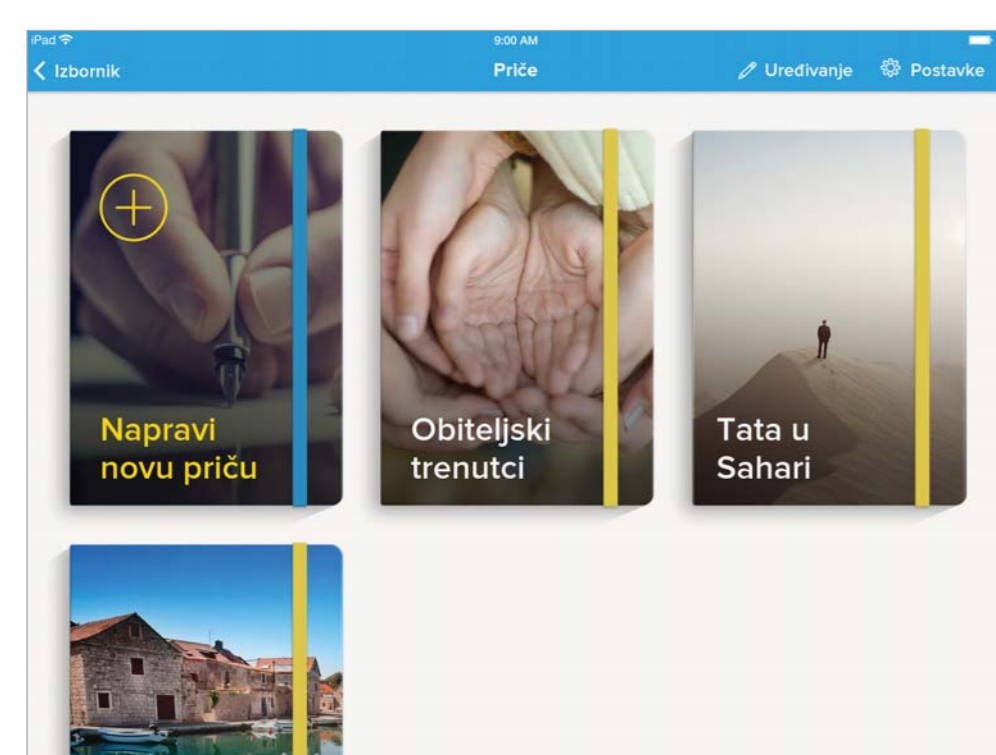 iPad
9:00 AM
Izbornik
Priče
Uređivanje
Postavke
Napravi
novu priču
Obiteljski
trenutci
Tata u
Sahari